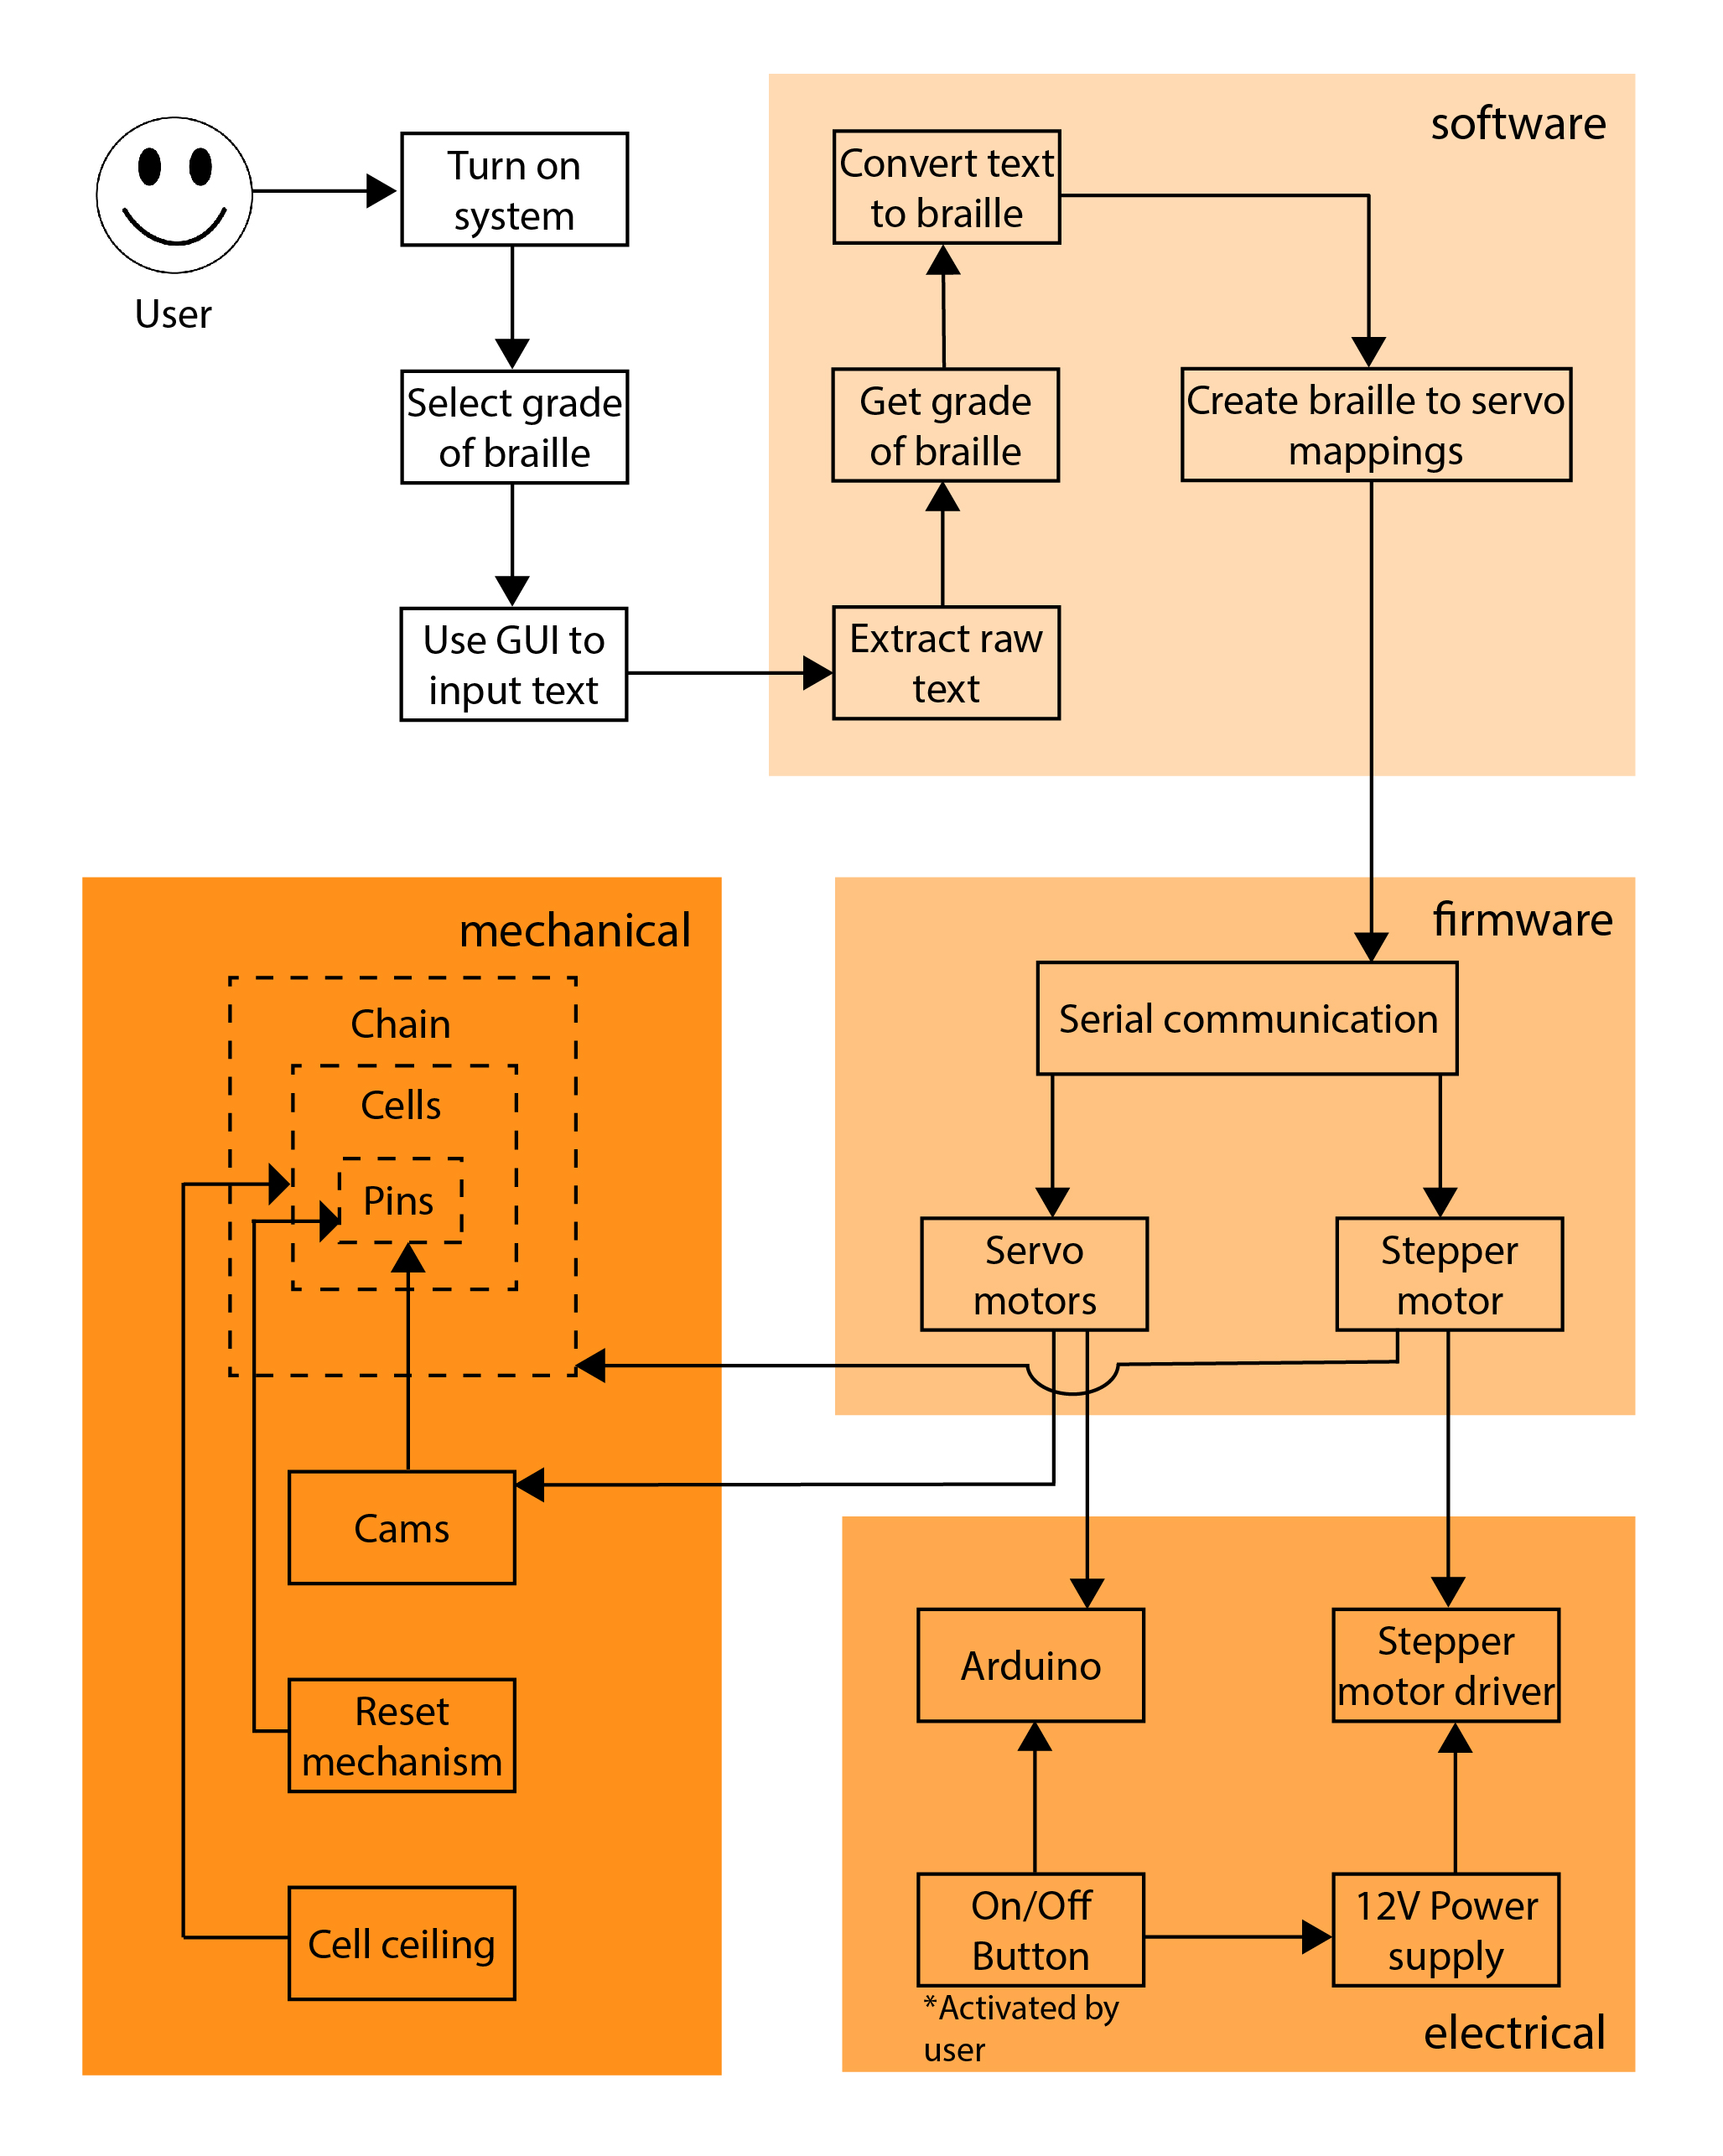 User
Turn on
system
Select grade
of braille
Use GUI to
input text
software
Convert text
to braille
Get grade
of braille
Extract raw
text
Create braille to servo
mappings
mechanical
Chain
Cells
Pins
Cams
Reset
mechanism
Cell ceiling
firmware
Serial communication
Servo
motors
Stepper
motor
Arduino
Stepper
motor driver
On/Off
Button
*Activated by
user
12V Power
supply
electrical